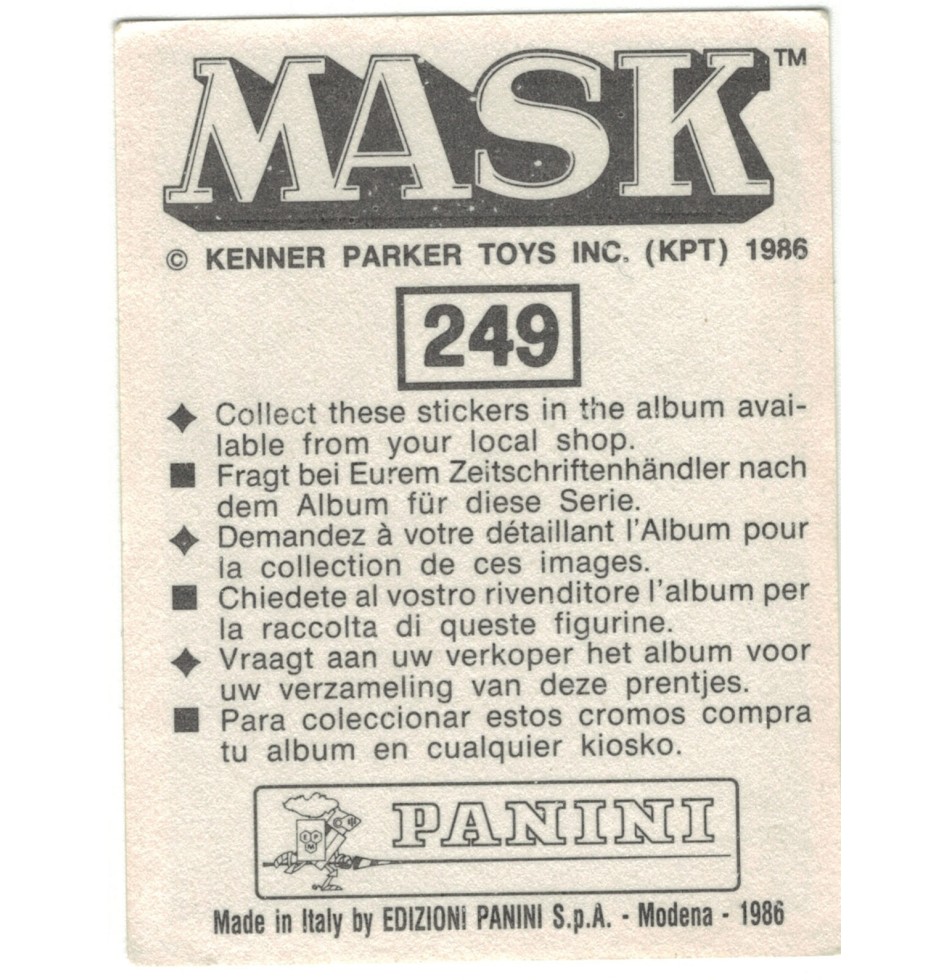 MASK™
© KENNER PARKER TOYS INC. (KPT) 1986
249
Collect these stickers in the album avai-
lable from your local shop.
Fragt bei Eurem Zeitschriftenhändler nach
dem Album für diese Serie.
Demandez à votre détaillant l'Album pour
la collection de ces images.
Chiedete al vostro rivenditore l'album per
la raccolta di queste figurine.
Vraagt aan uw verkoper het album voor
uw verzameling van deze prentjes.
Para coleccionar estos cromos compra
tu album en cualquier kiosko.
PANINI
Made in Italy by EDIZIONI PANINI S.p.A. - Modena - 1986